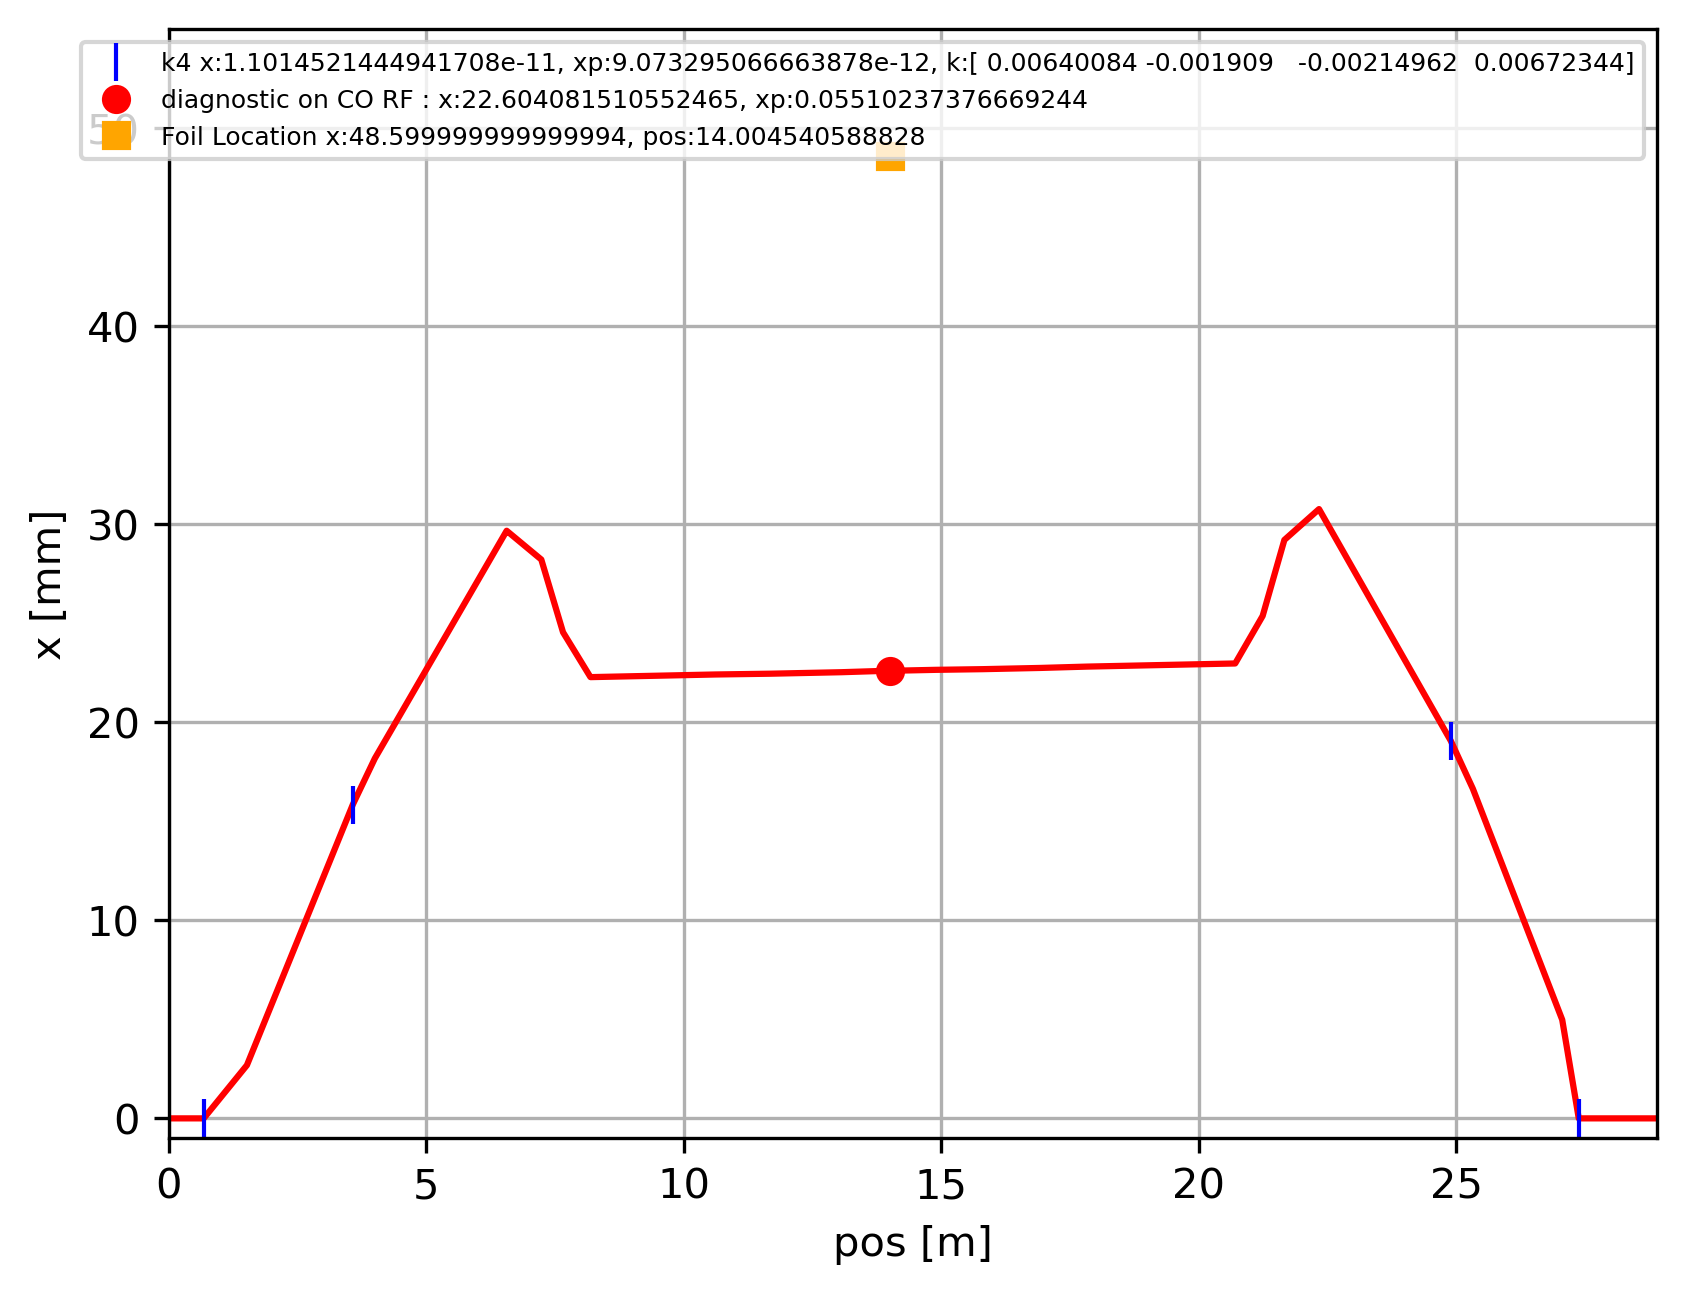 k4 x:1.1014521444941708e-11, xp:9.073295066663878e-12, k:[ 0.00640084 -0.001909   -0.00214962  0.00672344]
diagnostic on CO RF : x:22.604081510552465, xp:0.05510237376669244
Foil Location x:48.599999999999994, pos:14.004540588828
50
40
30
20
10
0
x [mm]
0 5 10 15 20 25
pos [m]